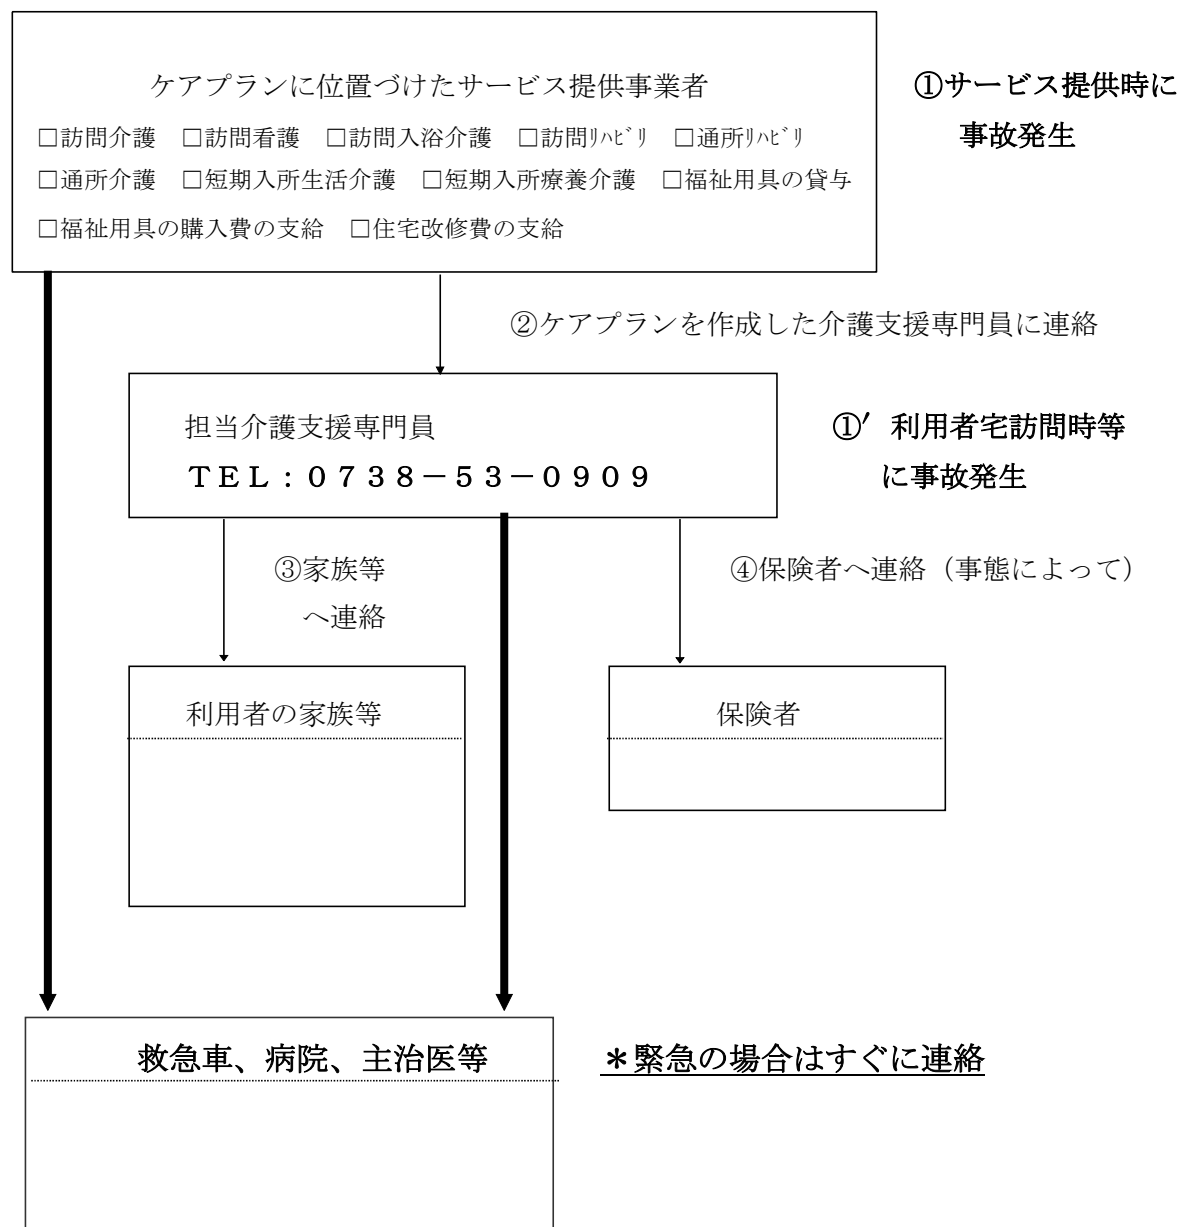 ケアプランに位置づけたサービス提供事業者
□訪問介護 □訪問看護 □訪問入浴介護 □訪問ﾘﾊﾋﾞﾘ □通所ﾘﾊﾋﾞﾘ
□通所介護 □短期入所生活介護 □短期入所療養介護 □福祉用具の貸与
□福祉用具の購入費の支給 □住宅改修費の支給
①サービス提供時に
事故発生
②ケアプランを作成した介護支援専門員に連絡
担当介護支援専門員
ＴＥＬ：０７３８－５３－０９０９
①′利用者宅訪問時等
に事故発生
③家族等
へ連絡
④保険者へ連絡（事態によって）
利用者の家族等
保険者
救急車、病院、主治医等
＊緊急の場合はすぐに連絡